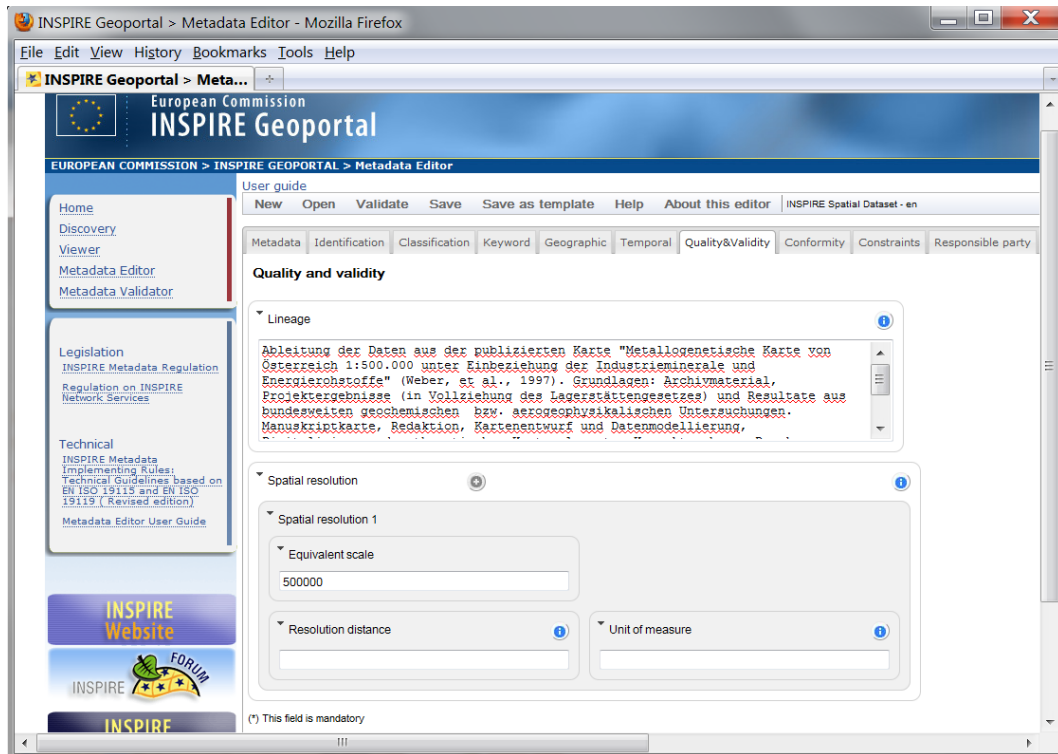 INSPIRE Geoportal > Metadata Editor - Mozilla Firefox
File Edit View History Bookmarks Tools Help
INSPIRE Geoportal > Meta...
European Commission
INSPIRE Geoportal
EUROPEAN COMMISSION > INSPIRE GEOPORTAL > Metadata Editor
Home
Discovery
Viewer
Metadata Editor
Metadata Validator
Legislation
INSPIRE Metadata Regulation
Regulation on INSPIRE
Network Services
Technical
INSPIRE Metadata
Implementing Rules:
Technical Guidelines based on
EN ISO 19115 and EN ISO
19119 ( Revised edition)
Metadata Editor User Guide
INSPIRE
Website
INSPIRE FORUM
INSPIRE
User guide
New Open Validate Save Save as template Help About this editor INSPIRE Spatial Dataset - en
Metadata Identification Classification Keyword Geographic Temporal Quality&Validity Conformity Constraints Responsible party
Quality and validity
Lineage
Ableitung der Daten aus der publizierten Karte "Metallogenetische Karte von
Österreich 1:500.000 unter Einbeziehung der Industrieminerale und
Energierohstoffe" (Weber, et al., 1997). Grundlagen: Archivmaterial,
Projektergebnisse (in Vollziehung des Lagerstättengesetzes) und Resultate aus
bundesweiten geochemischen bzw. aerogeophysikalischen Untersuchungen.
Manuskriptkarte, Redaktion, Kartenentwurf und Datenmodellierung,
Spatial resolution
Spatial resolution 1
Equivalent scale
500000
Resolution distance
Unit of measure
(*) This field is mandatory